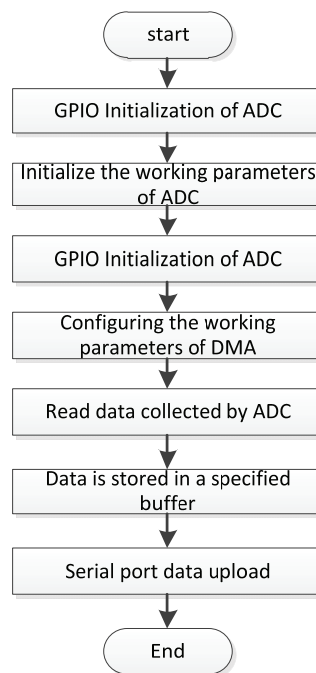 start
GPIO Initialization of ADC
Initialize the working parameters
of ADC
GPIO Initialization of ADC
Configuring the working
parameters of DMA
Read data collected by ADC
Data is stored in a specified
buffer
Serial port data upload
End